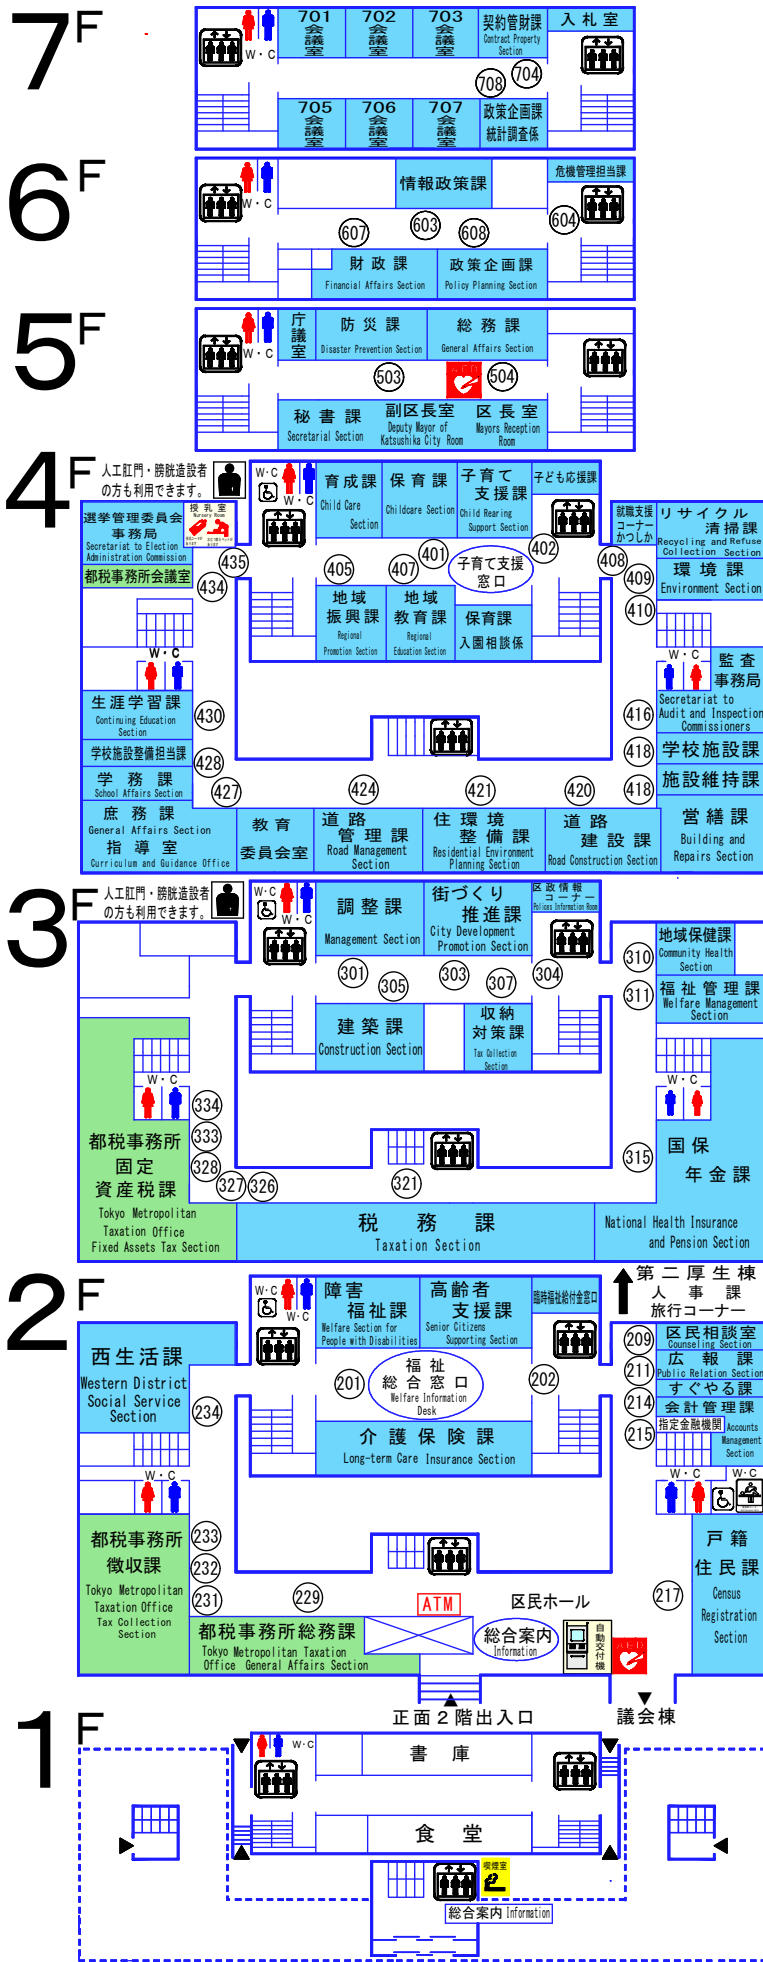 7F
701 会議室
702 会議室
703 会議室
契約管財課
Contract Property
Section
入札室
W・C
708
704
705 会議室
706 会議室
707 会議室
政策企画課
統計調査係
6F
W・C
情報政策課
危機管理担当課
607
603
608
604
財政課
Financial Affairs Section
政策企画課
Policy Planning Section
5F
W・C
庁議室
防災課
Disaster Prevention Section
総務課
General Affairs Section
503
AED
504
秘書課
Secretarial Section
副区長室
Deputy Mayor of
Katsushika City Room
区長室
Mayors Reception
Room
4F
人工肛門・膀胱造設者
の方も利用できます。
W・C
育成課
Child Care
Section
保育課
Childcare Section
子育て
支援課
Child Rearing
Support Section
子ども応援課
選挙管理委員会
事務局
Secretariat to Election
Administration Commission
授乳室
Nursery Room
都税事務所会議室
434
435
405
407
401
子育て支援
窓口
402
408
409
410
就職支援
コーナー
かつしか
リサイクル
清掃課
Recycling and Refuse
Collection Section
環境課
Environment Section
地域
振興課
Regional
Promotion Section
地域
教育課
Regional
Education Section
保育課
入園相談係
W・C
生涯学習課
Continuing Education
Section
430
学校施設整備担当課
428
学務課
School Affairs Section
427
庶務課
General Affairs Section
指導室
Curriculum and Guidance Office
W・C
監査
事務局
Secretariat to
Audit and Inspection
Commissioners
416
418
学校施設課
418
施設維持課
営繕課
Building and
Repairs Section
424
421
420
教育
委員会室
道路
管理課
Road Management
Section
住環境
整備課
Residential Environment
Planning Section
道路
建設課
Road Construction Section
3F
人工肛門・膀胱造設者
の方も利用できます。
W・C
W・C
調整課
Management Section
街づくり
推進課
City Development
Promotion Section
区政情報
コーナー
Polices Information Room
301
305
303
307
304
310
311
地域保健課
Community Health
Section
福祉管理課
Welfare Management
Section
建築課
Construction Section
収納
対策課
Tax Collection
Section
W・C
334
333
328
327
326
都税事務所
固定
資産税課
Tokyo Metropolitan
Taxation Office
Fixed Assets Tax Section
321
税務課
Taxation Section
W・C
315
国保
年金課
National Health Insurance
and Pension Section
2F
第二厚生棟
人事課
旅行コーナー
W・C
W・C
障害
福祉課
Welfare Section for
People with Disabilities
高齢者
支援課
Senior Citizens
Supporting Section
臨時福祉給付金窓口
西生活課
Western District
Social Service
Section
234
201
福祉
総合窓口
Welfare Information
Desk
202
介護保険課
Long-term Care Insurance Section
209
区民相談室
Counseling Section
211
広報課
Public Relation Section
すぐやる課
214
会計管理課
215
指定金融機関
Accounts
Management
Section
W・C
W・C
W・C
都税事務所
徴収課
Tokyo Metropolitan
Taxation Office
Tax Collection
Section
233
232
231
229
都税事務所総務課
Tokyo Metropolitan Taxation
Office General Affairs Section
ATM
区民ホール
総合案内
Information
自動交付機
AED
217
戸籍
住民課
Census
Registration
Section
正面2階出入口
議会棟
1F
W・C
書庫
食堂
喫煙室
総合案内 Information